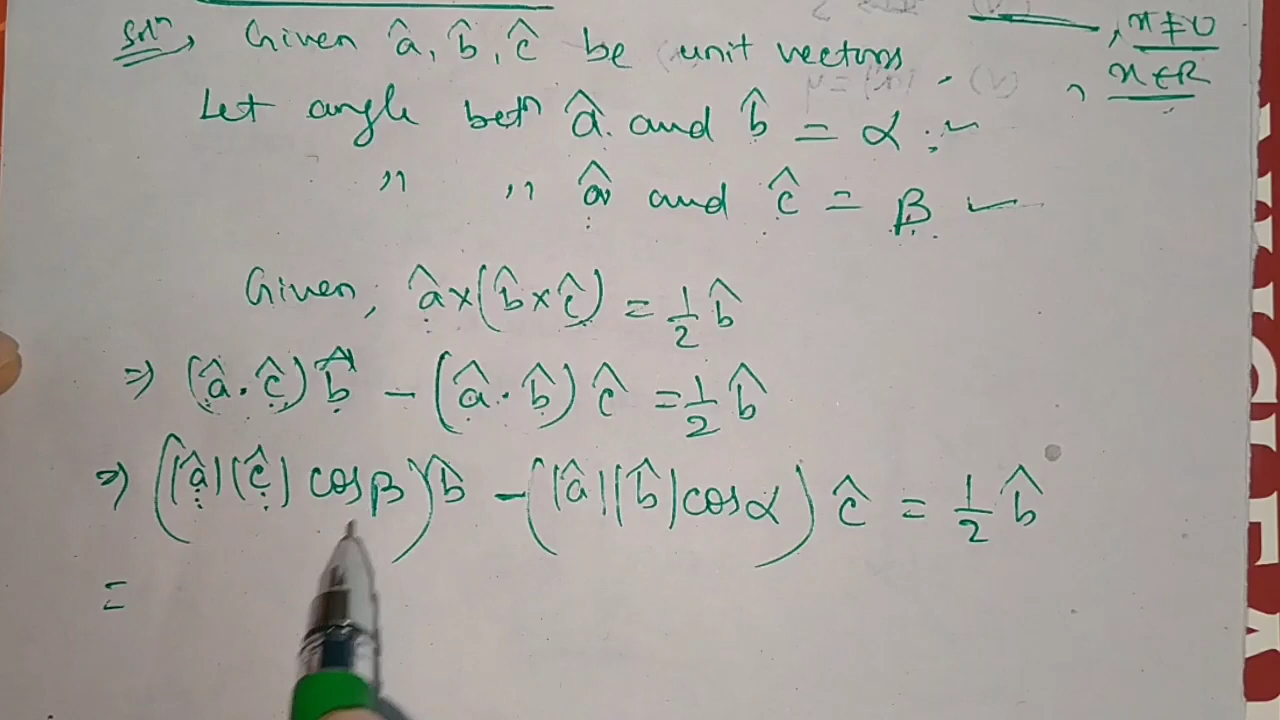 Solⁿ, Given â, b̂, ĉ be unit vectors.
, x≠0
, x∈R
Let angle betⁿ â and b̂ = α
〃 〃 â and ĉ = β
Given, â×(b̂×ĉ) = 1/2 b̂
⇒ (â·ĉ) b̂ - (â·b̂) ĉ = 1/2 b̂
⇒ (|â||ĉ| cosβ) b̂ - (|â||b̂| cosα) ĉ = 1/2 b̂
=